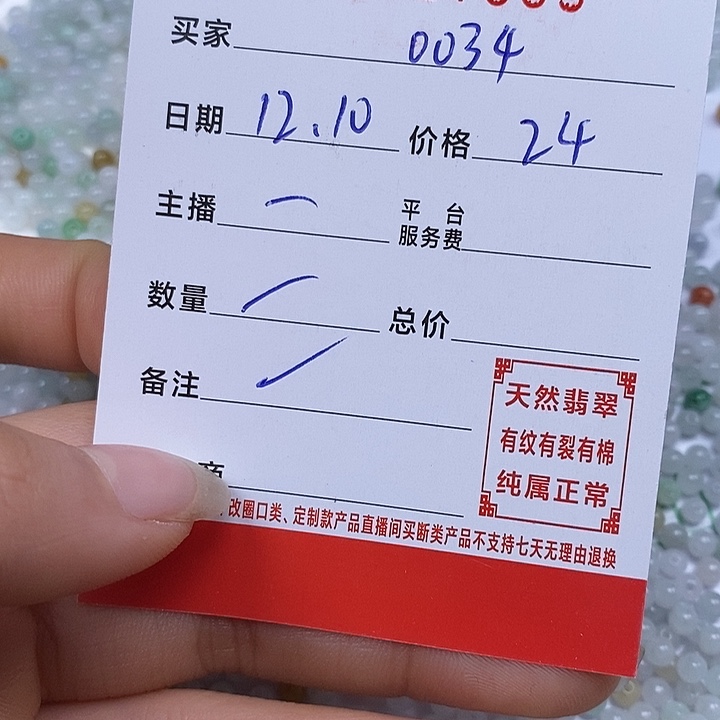 买家 0034
日期 12.10 价格 24
主播 一 平台服务费
数量 总价
备注
天然翡翠
有纹有裂有棉
纯属正常
商
改圈口类、定制款产品直播间买断类产品不支持七天无理由退换